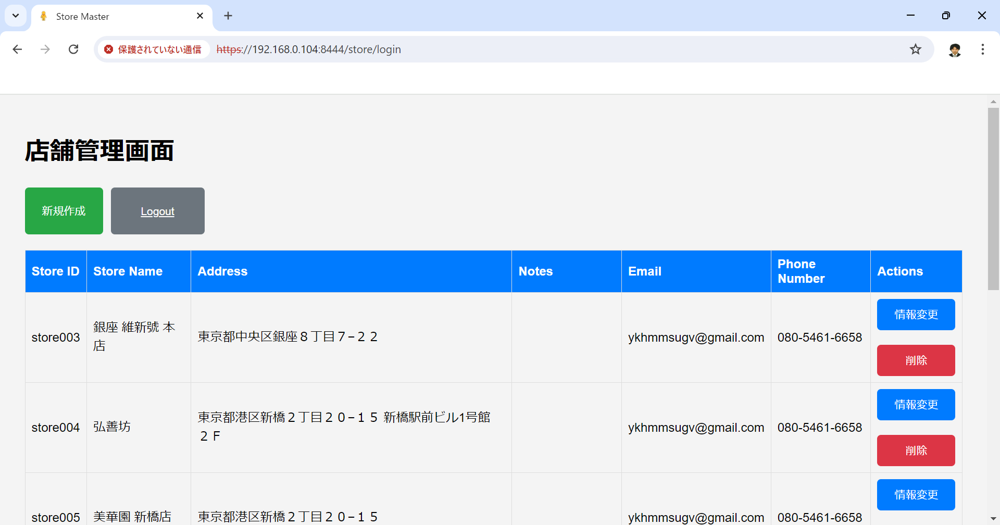 Store Master
保護されていない通信
https://192.168.0.104:8444/store/login
店舗管理画面
新規作成
Logout
Store ID Store Name Address Notes Email Phone Number Actions
store003 銀座 維新號 本店 東京都中央区銀座８丁目７−２２ ykhmmsugv@gmail.com 080-5461-6658 情報変更
削除
store004 弘善坊 東京都港区新橋２丁目２０−１５ 新橋駅前ビル1号館 ２Ｆ ykhmmsugv@gmail.com 080-5461-6658 情報変更
削除
store005 美華園 新橋店 東京都港区新橋２丁目２０−１５ ykhmmsugv@gmail.com 080-5461-6658 情報変更